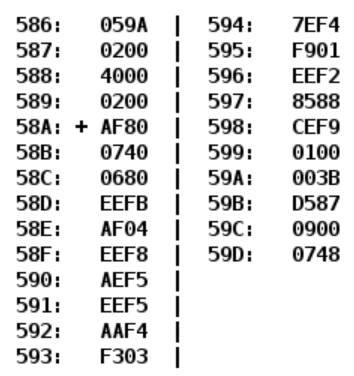 586: 059A | 594: 7EF4
587: 0200 | 595: F901
588: 4000 | 596: EEF2
589: 0200 | 597: 8588
58A: + AF80 | 598: CEF9
58B: 0740 | 599: 0100
58C: 0680 | 59A: 003B
58D: EEFB | 59B: D587
58E: AF04 | 59C: 0900
58F: EEF8 | 59D: 0748
590: AEF5 |
591: EEF5 |
592: AAF4 |
593: F303 |